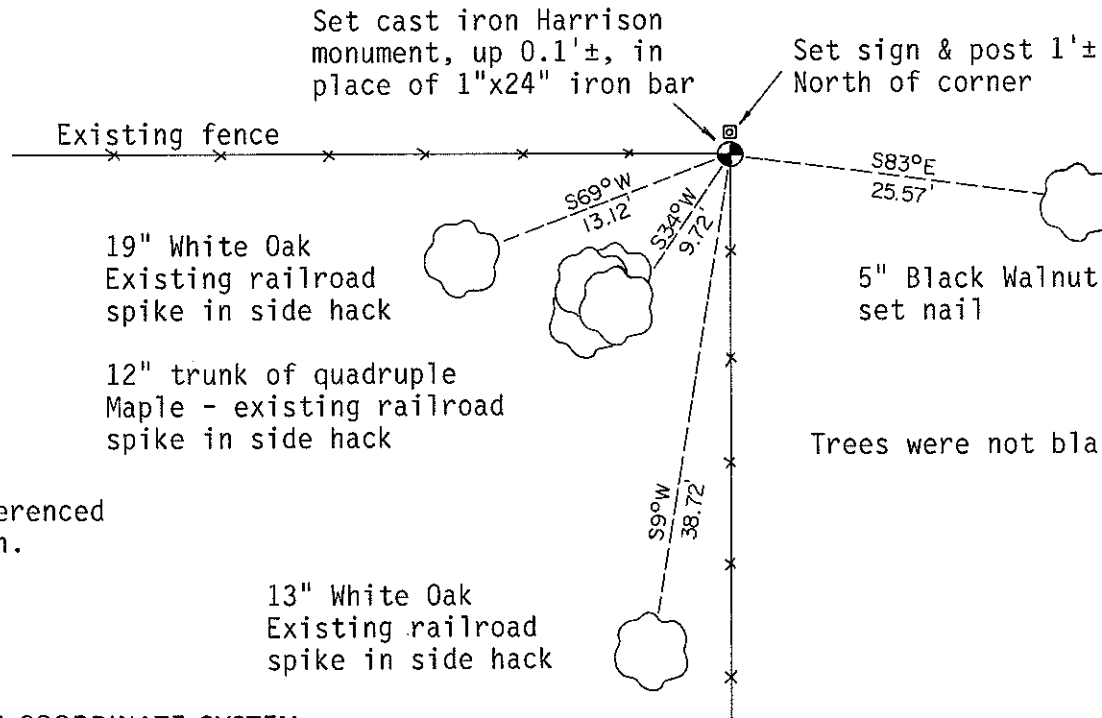 Set cast iron Harrison
monument, up 0.1'±, in
place of 1"x24" iron bar
Set sign & post 1'±
North of corner
Existing fence
S83°E
25.57'
S69°W
13.12'
S34°W
9.72'
19" White Oak
Existing railroad
spike in side hack
5" Black Walnut
set nail
12" trunk of quadruple
Maple - existing railroad
spike in side hack
Trees were not bla
S9°W
38.72'
erenced
13" White Oak
Existing railroad
spike in side hack
COORDINATE SYSTEM